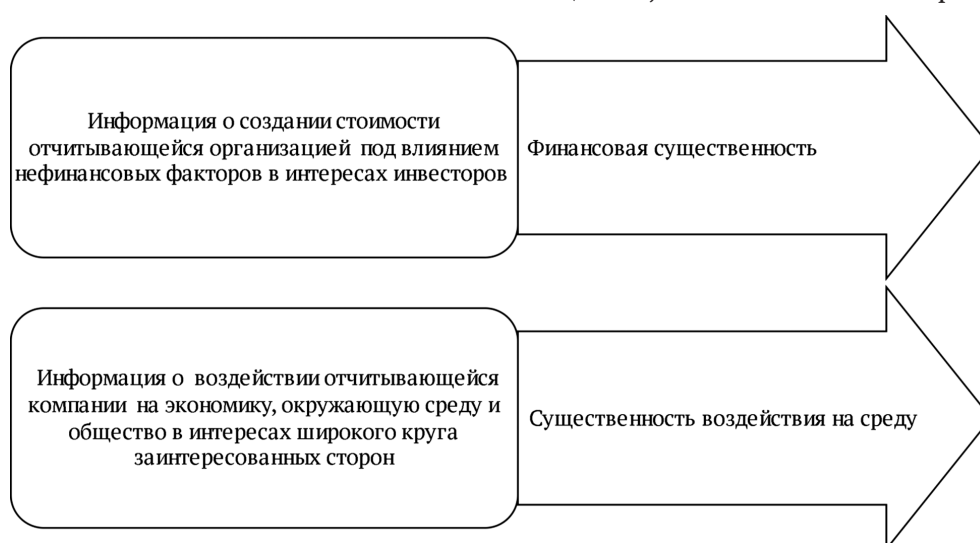 Информация о создании стоимости
отчитывающейся организацией под влиянием
нефинансовых факторов в интересах инвесторов
Финансовая существенность
Информация о воздействии отчитывающейся
компании на экономику, окружающую среду и
общество в интересах широкого круга
заинтересованных сторон
Существенность воздействия на среду